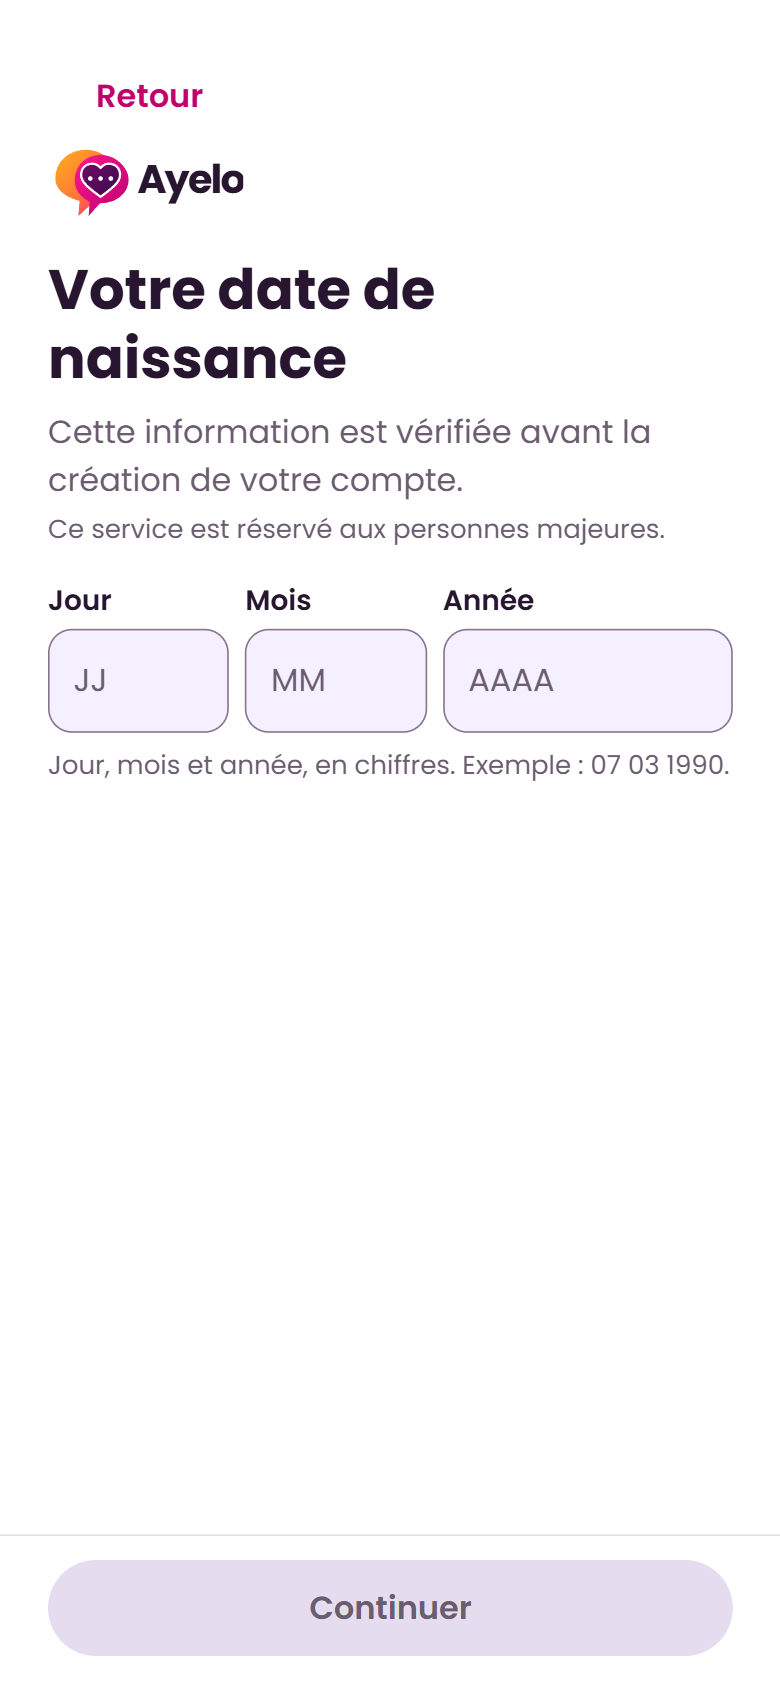 Retour
Ayelo
Votre date de
naissance
Cette information est vérifiée avant la
création de votre compte.
Ce service est réservé aux personnes majeures.
Jour Mois Année
JJ MM AAAA
Jour, mois et année, en chiffres. Exemple : 07 03 1990.
Continuer